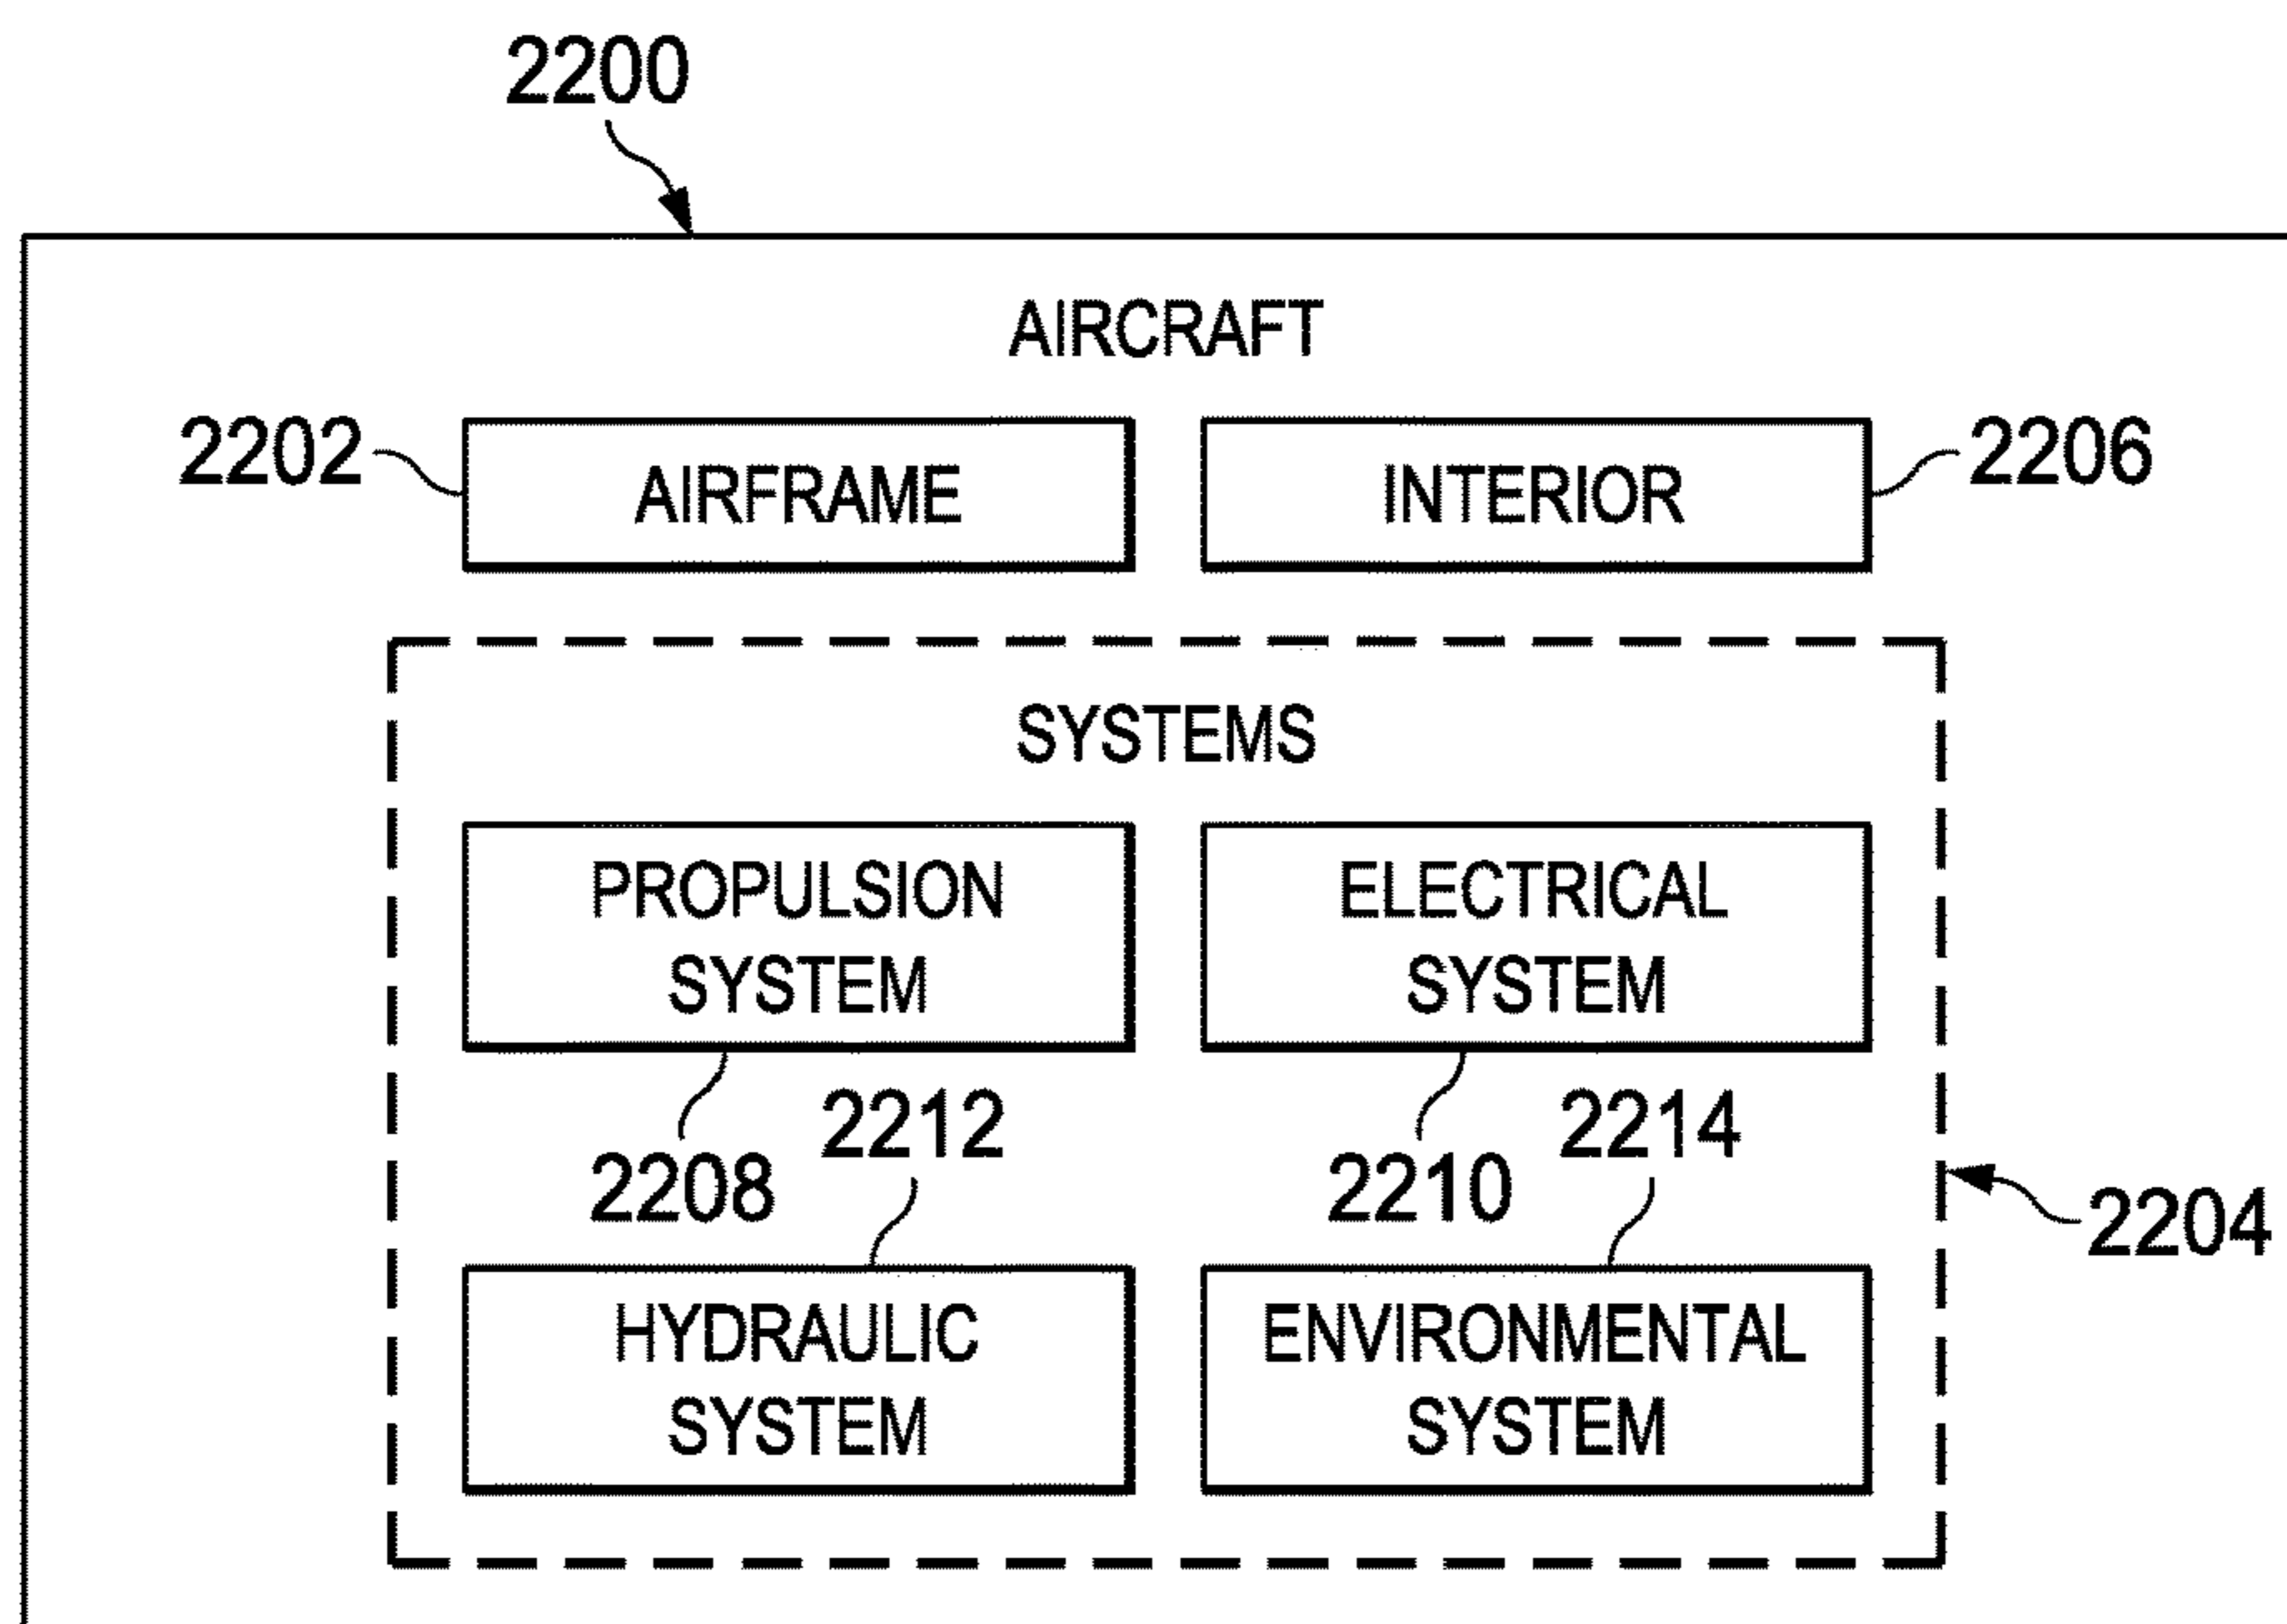 2200
AIRCRAFT
2202
AIRFRAME
INTERIOR
2206
SYSTEMS
PROPULSION
SYSTEM
ELECTRICAL
SYSTEM
2208
2212
2210
2214
2204
HYDRAULIC
SYSTEM
ENVIRONMENTAL
SYSTEM